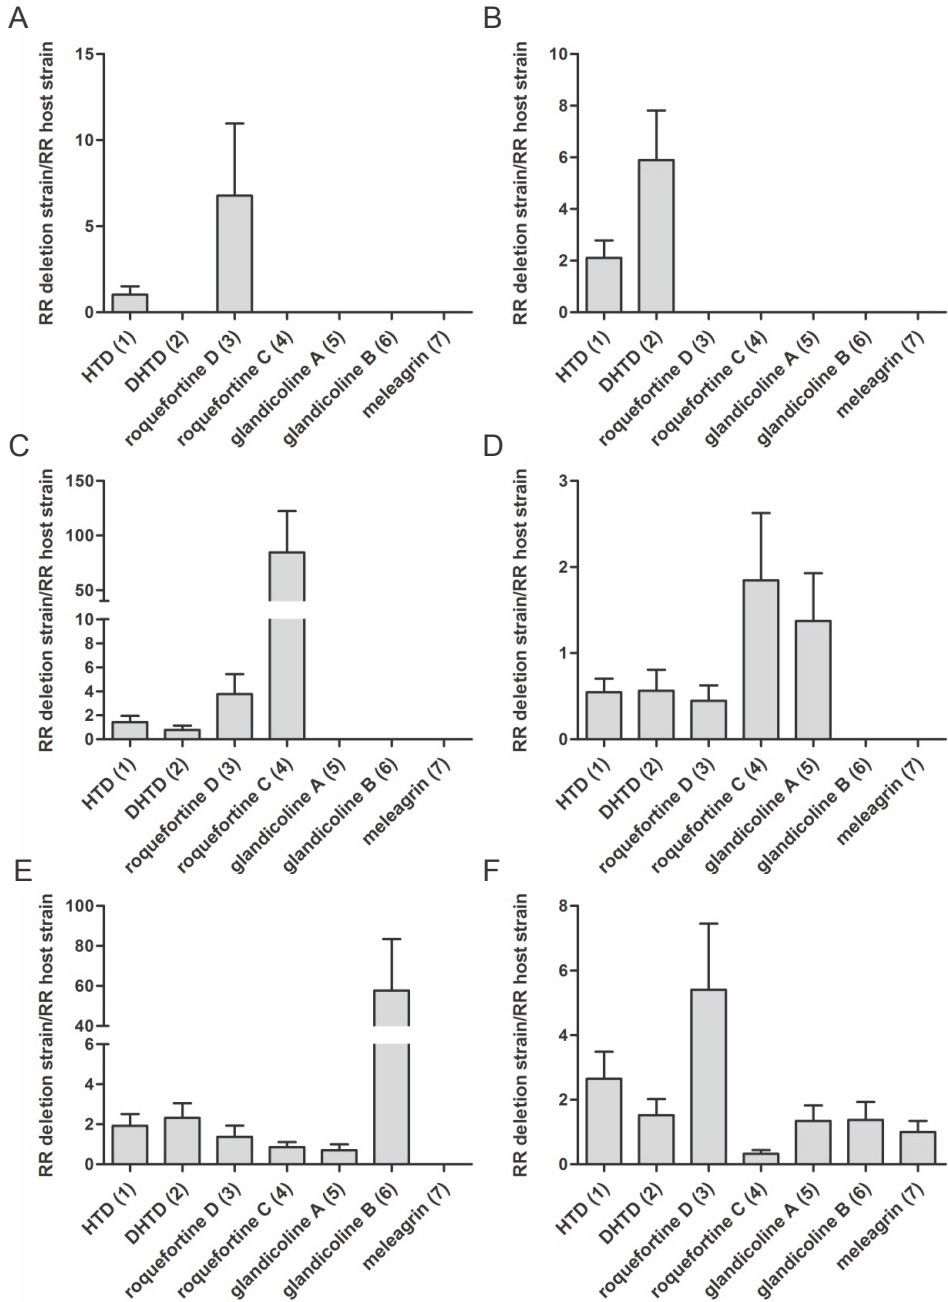 A
RR deletion strain/RR host strain
15
10
5
0
HTD (1)
DHTD (2)
roquefortine D (3)
roquefortine C (4)
glandicoline A (5)
glandicoline B (6)
meleagrin (7)
B
RR deletion strain/RR host strain
10
8
6
4
2
0
HTD (1)
DHTD (2)
roquefortine D (3)
roquefortine C (4)
glandicoline A (5)
glandicoline B (6)
meleagrin (7)
C
RR deletion strain/RR host strain
150
100
50
10
8
6
4
2
0
HTD (1)
DHTD (2)
roquefortine D (3)
roquefortine C (4)
glandicoline A (5)
glandicoline B (6)
meleagrin (7)
D
RR deletion strain/RR host strain
3
2
1
0
HTD (1)
DHTD (2)
roquefortine D (3)
roquefortine C (4)
glandicoline A (5)
glandicoline B (6)
meleagrin (7)
E
RR deletion strain/RR host strain
100
80
60
40
6
4
2
0
HTD (1)
DHTD (2)
roquefortine D (3)
roquefortine C (4)
glandicoline A (5)
glandicoline B (6)
meleagrin (7)
F
RR deletion strain/RR host strain
8
6
4
2
0
HTD (1)
DHTD (2)
roquefortine D (3)
roquefortine C (4)
glandicoline A (5)
glandicoline B (6)
meleagrin (7)